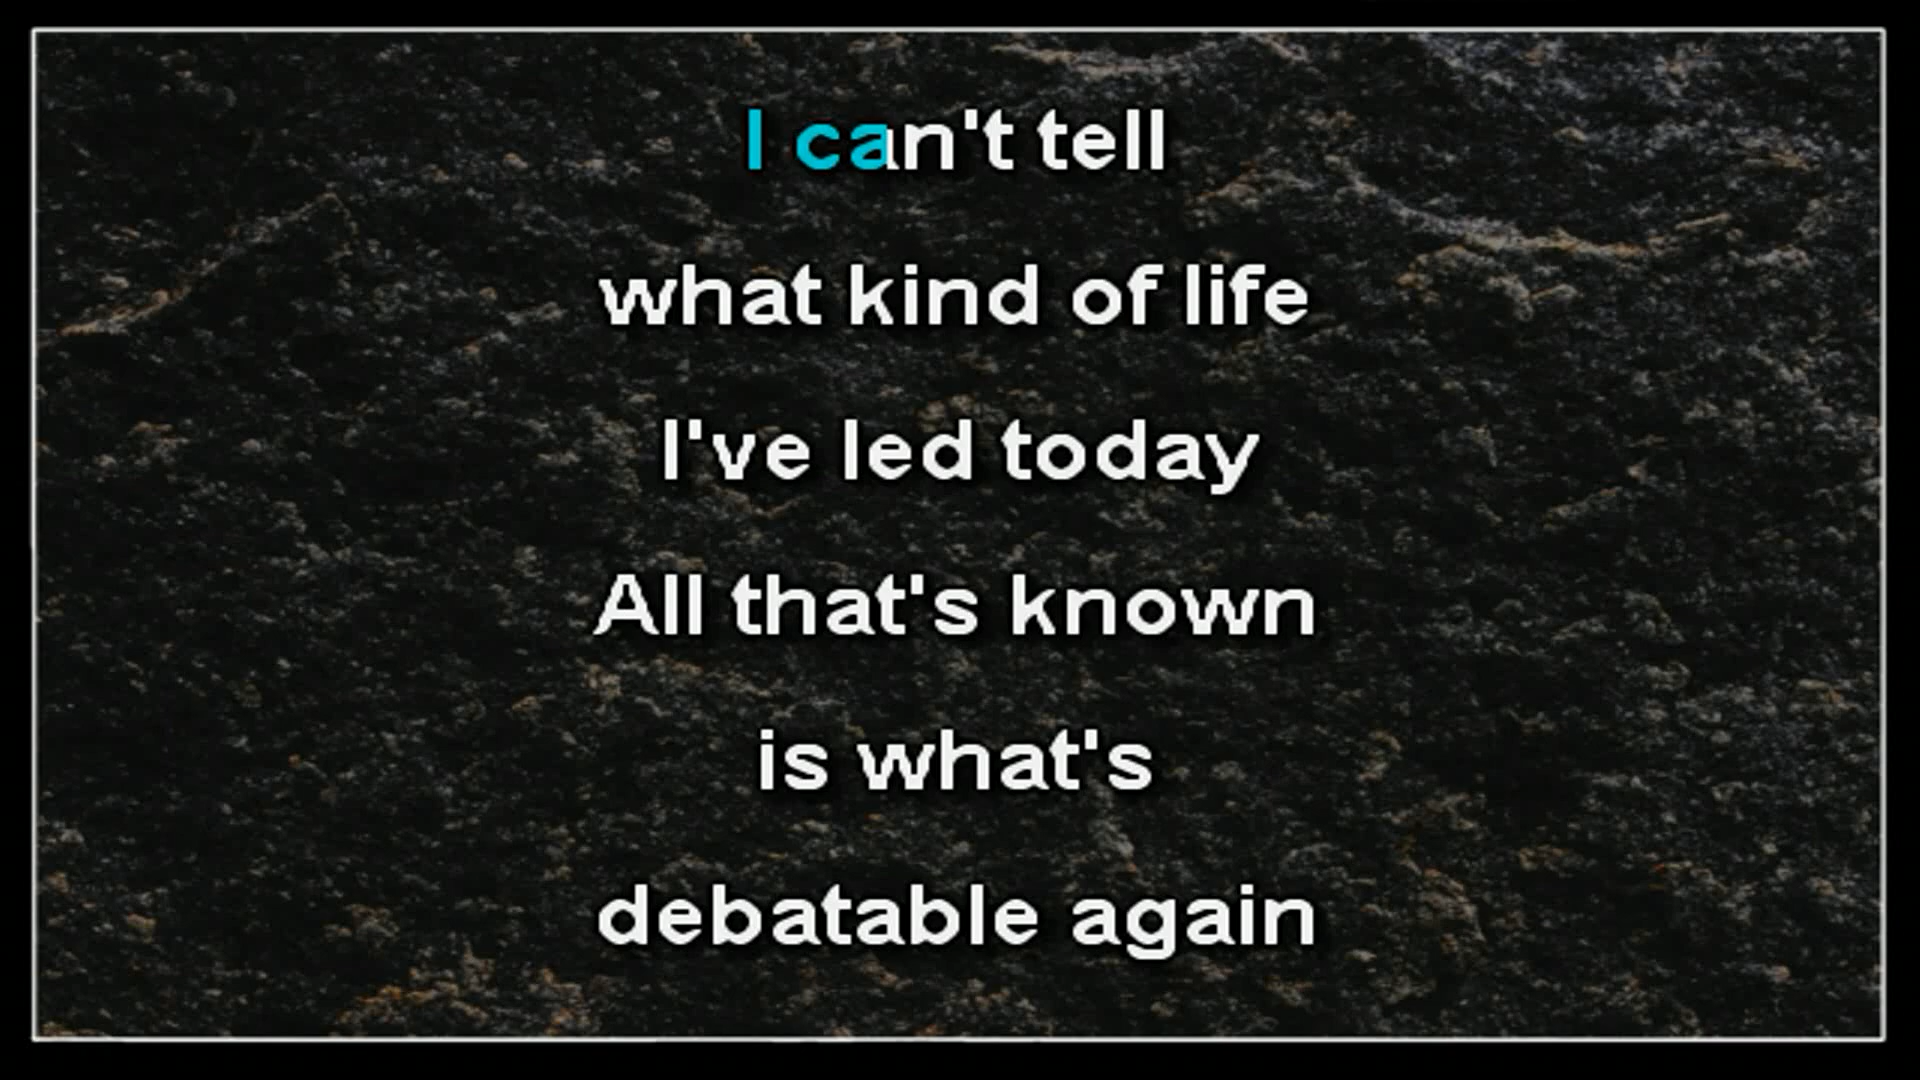 I can't tell
what kind of life
I've led today
All that's known
is what's
debatable again